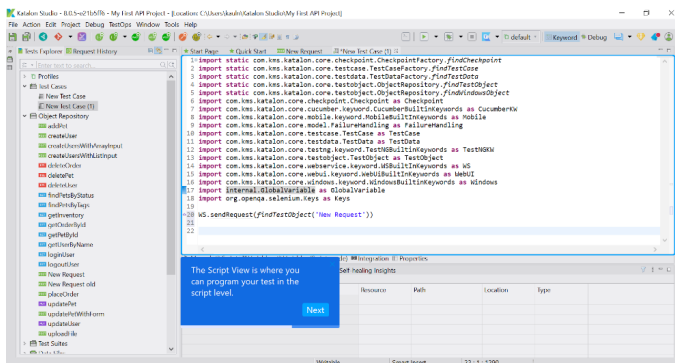 Katalon Studio - 8.0.5 - My First API Project - [Location: C:\Users\kauln\Katalon Studio\My First API Project]
File Action Edit Project Debug TestOps Window Tools Help
default
Keyword
Debug
Tests Explorer
Request History
Start Page
Quick Start
New Request
*New Test Case (1)
Enter text to search...
Profiles
Test Cases
New Test Case
New Test Case (1)
Object Repository
addPet
createUser
createUsersWithArrayInput
createUsersWithListInput
deleteOrder
deletePet
deleteUser
findPetsByStatus
findPetsByTags
getInventory
getOrderById
getPetById
getUserByName
loginUser
logoutUser
New Request
New Request old
placeOrder
updatePet
updatePetWithForm
updateUser
uploadFile
Test Suites
1 import static com.kms.katalon.core.checkpoint.CheckpointFactory.findCheckpoint
2 import static com.kms.katalon.core.testcase.TestCaseFactory.findTestCase
3 import static com.kms.katalon.core.testdata.TestDataFactory.findTestData
4 import static com.kms.katalon.core.testobject.ObjectRepository.findTestObject
5 import static com.kms.katalon.core.testobject.ObjectRepository.findWindowsObject
6 import com.kms.katalon.core.checkpoint.Checkpoint as Checkpoint
7 import com.kms.katalon.core.cucumber.keyword.CucumberBuiltinKeywords as CucumberKW
8 import com.kms.katalon.core.mobile.keyword.MobileBuiltInKeywords as Mobile
9 import com.kms.katalon.core.model.FailureHandling as FailureHandling
10 import com.kms.katalon.core.testcase.TestCase as TestCase
11 import com.kms.katalon.core.testdata.TestData as TestData
12 import com.kms.katalon.core.testng.keyword.TestNGBuiltinKeywords as TestNGKW
13 import com.kms.katalon.core.testobject.TestObject as TestObject
14 import com.kms.katalon.core.webservice.keyword.WSBuiltInKeywords as WS
15 import com.kms.katalon.core.webui.keyword.WebUiBuiltInKeywords as WebUI
16 import com.kms.katalon.core.windows.keyword.WindowsBuiltinKeywords as Windows
17 import internal.GlobalVariable as GlobalVariable
18 import org.openqa.selenium.Keys as Keys
19
20 WS.sendRequest(findTestObject('New Request'))
21
22
Integration
Properties
Self-healing Insights
Resource Path Location Type
The Script View is where you
can program your test in the
script level.
Next
Writable
Smart Insert